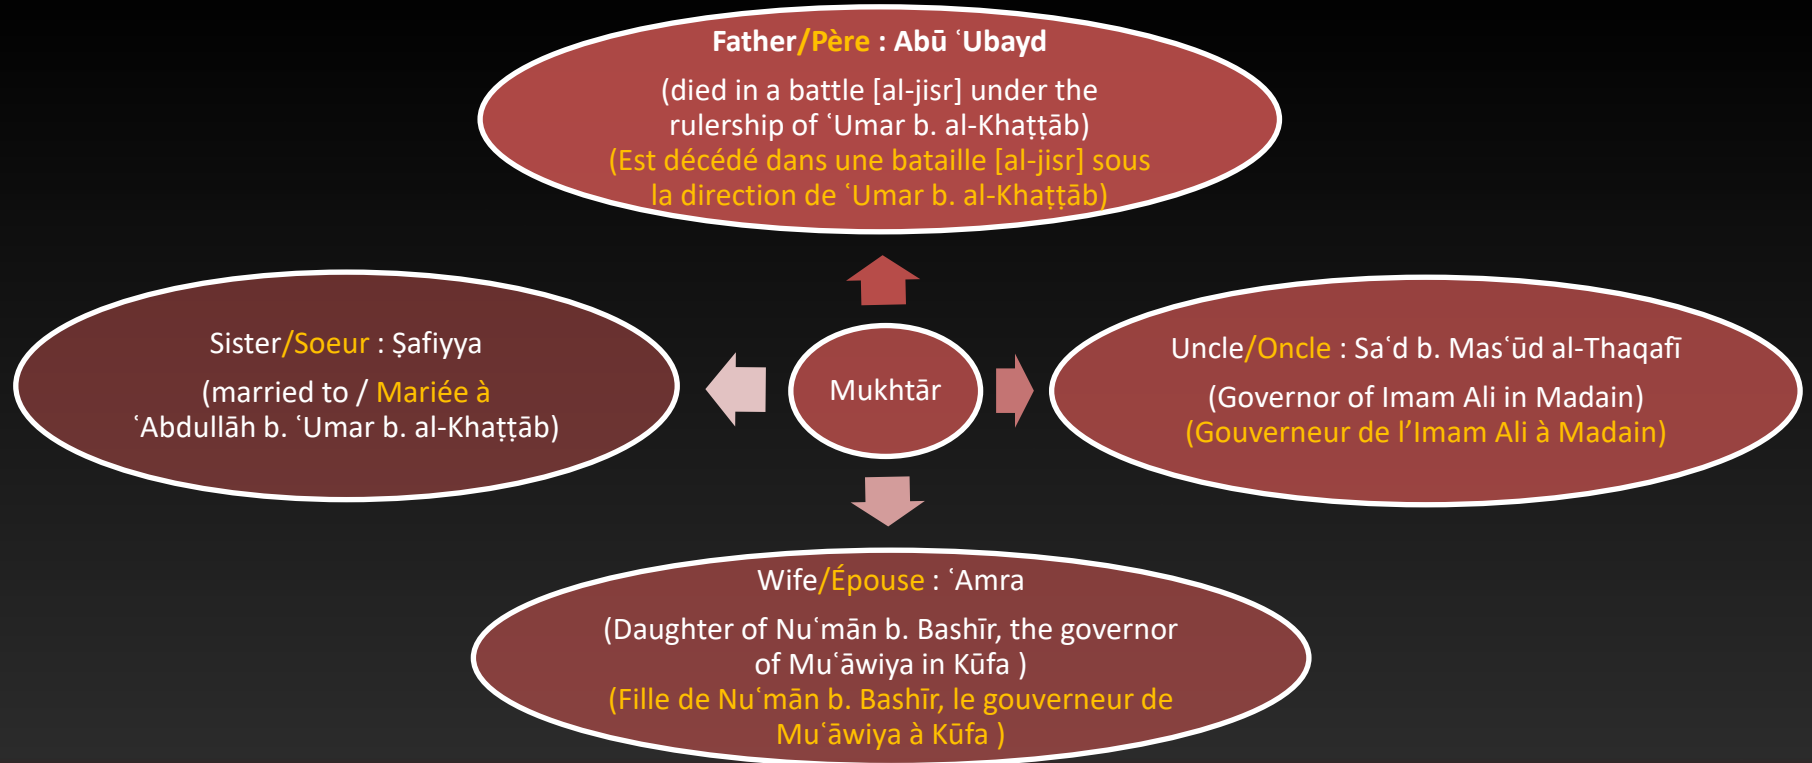 Father/Père : Abū ʿUbayd
(died in a battle [al-jisr] under the
rulership of ʿUmar b. al-Khaṭṭāb)
(Est décédé dans une bataille [al-jisr] sous
la direction de ʿUmar b. al-Khaṭṭāb)
Sister/Soeur : Ṣafiyya
(married to / Mariée à
ʿAbdullāh b. ʿUmar b. al-Khaṭṭāb)
Mukhtār
Uncle/Oncle : Saʿd b. Masʿūd al-Thaqafī
(Governor of Imam Ali in Madain)
(Gouverneur de l’Imam Ali à Madain)
Wife/Épouse : ʿAmra
(Daughter of Nuʿmān b. Bashīr, the governor
of Muʿāwiya in Kūfa )
(Fille de Nuʿmān b. Bashīr, le gouverneur de
Muʿāwiya à Kūfa )